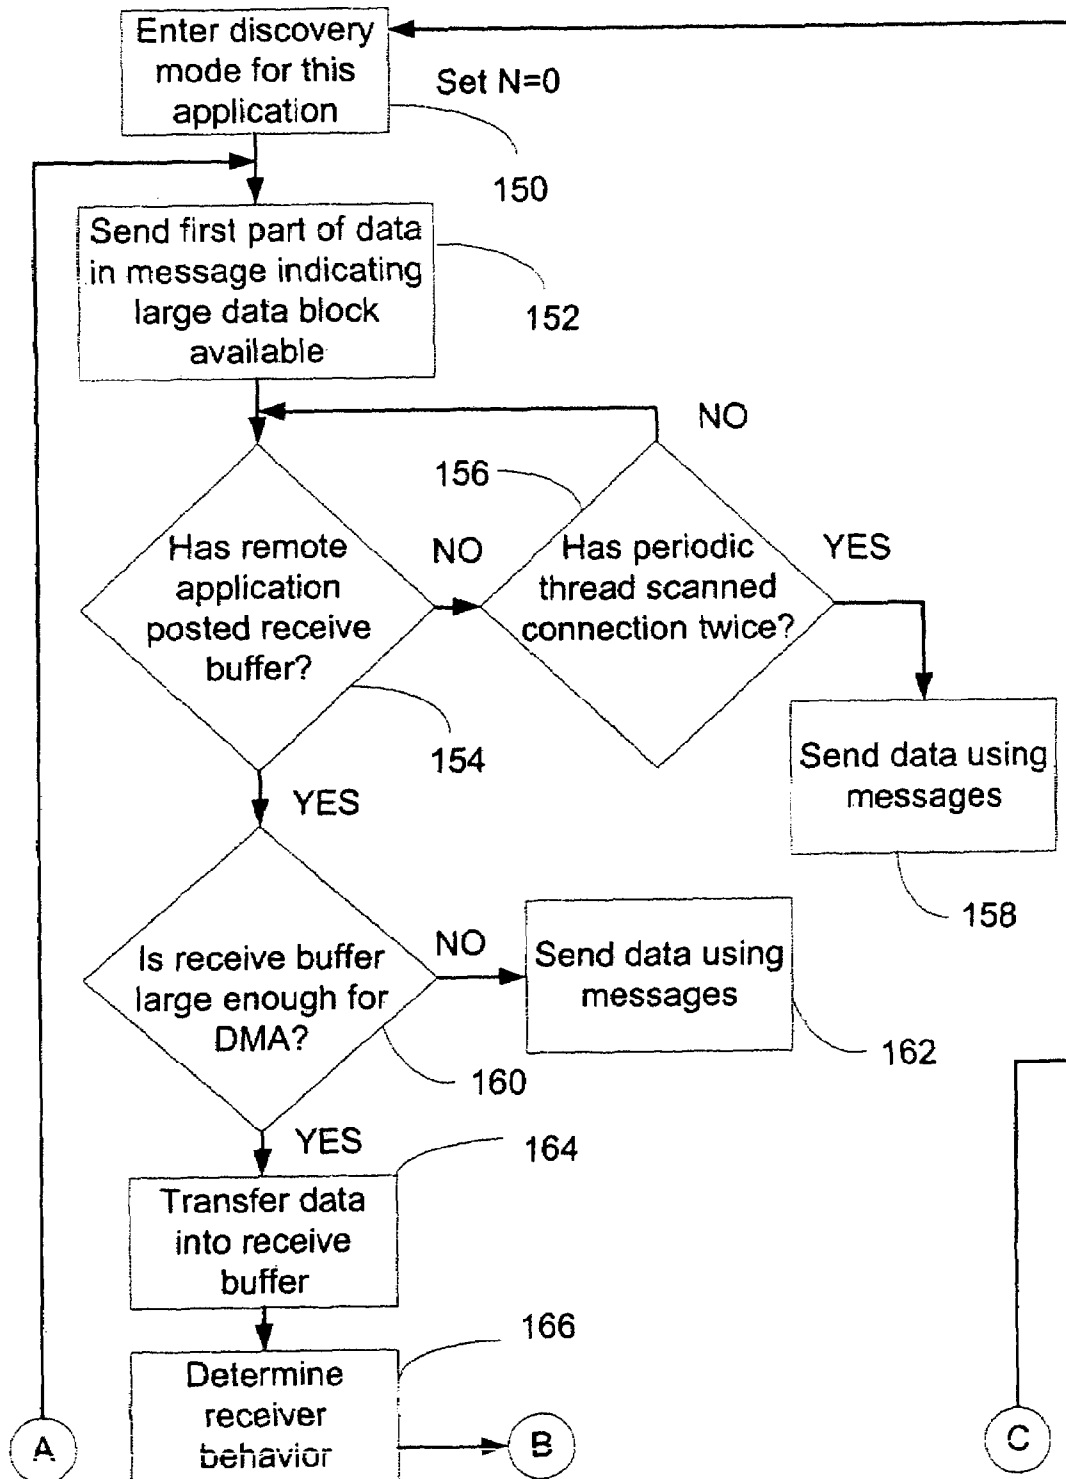 Enter discovery
mode for this
application
Set N=0
150
Send first part of data
in message indicating
large data block
available
152
NO
156
Has remote
application
posted receive
buffer?
NO
Has periodic
thread scanned
connection twice?
YES
154
YES
Send data using
messages
158
Is receive buffer
large enough for
DMA?
NO
Send data using
messages
162
160
YES
164
Transfer data
into receive
buffer
166
Determine
receiver
behavior
A
B
C